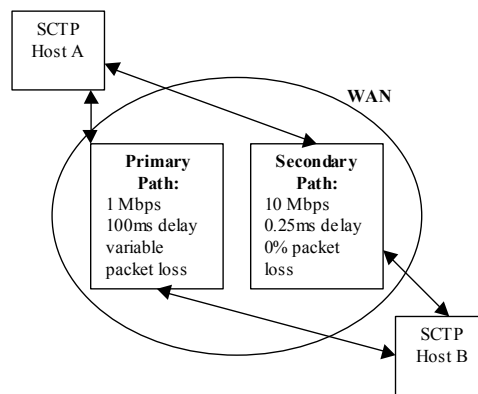 SCTP
Host A
WAN
Primary
Path:
1 Mbps
100ms delay
variable
packet loss
Secondary
Path:
10 Mbps
0.25ms delay
0% packet
loss
SCTP
Host B